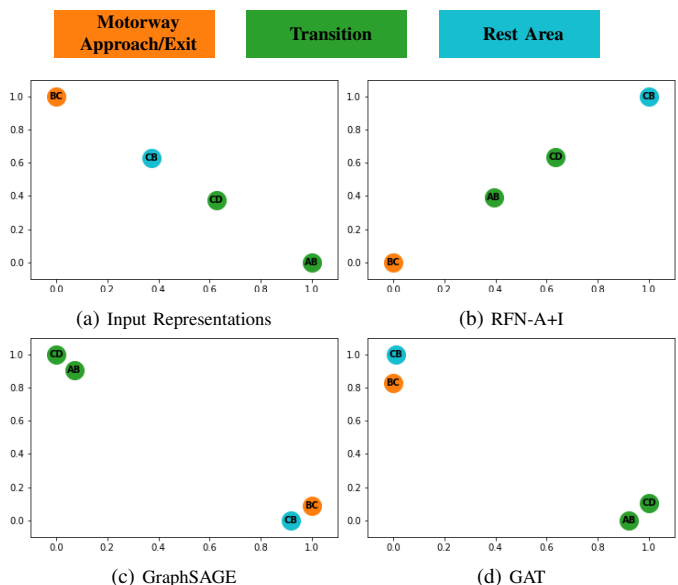 Motorway
Approach/Exit
Transition
Rest Area
1.0
0.8
0.6
0.4
0.2
0.0
0.0 0.2 0.4 0.6 0.8 1.0
BC
CB
CD
AB
(a) Input Representations
1.0
0.8
0.6
0.4
0.2
0.0
0.0 0.2 0.4 0.6 0.8 1.0
CB
CD
AB
BC
(b) RFN-A+I
1.0
0.8
0.6
0.4
0.2
0.0
0.0 0.2 0.4 0.6 0.8 1.0
CD
AB
BC
CB
(c) GraphSAGE
1.0
0.8
0.6
0.4
0.2
0.0
0.0 0.2 0.4 0.6 0.8 1.0
CB
BC
CD
AB
(d) GAT